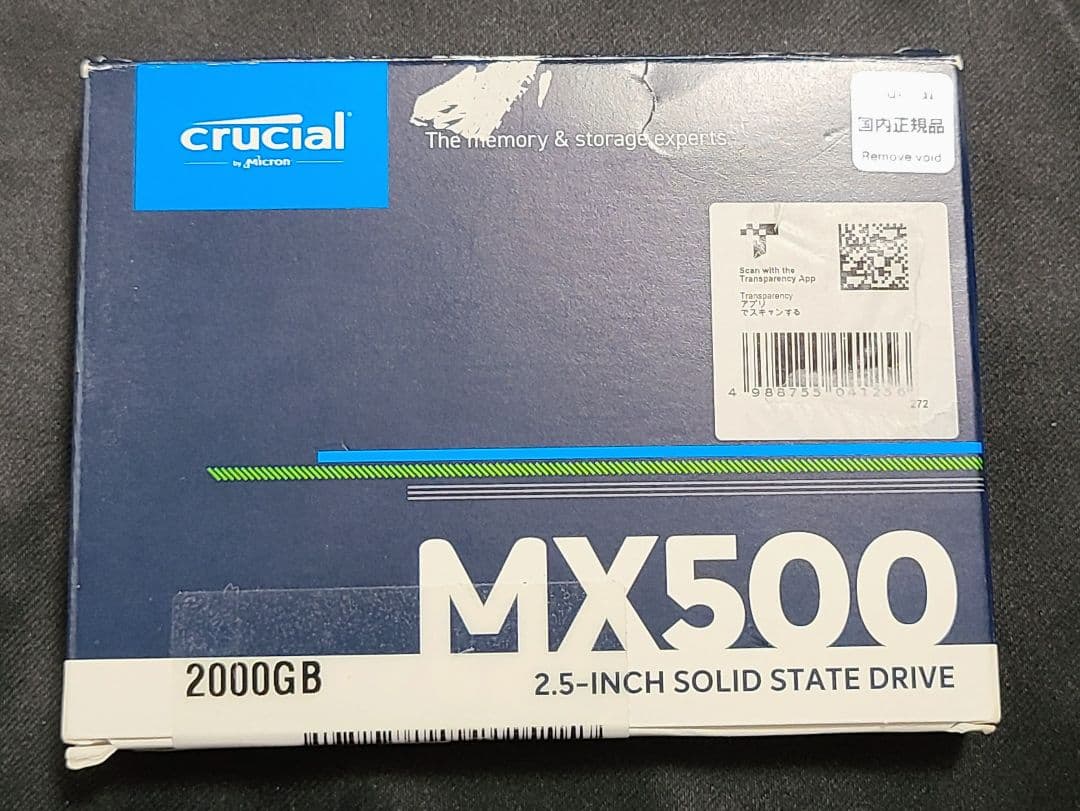 crucial
by Micron
The memory & storage experts
国内正規品
Remove void
Scan with the
Transparency App
Transparency
アプリ
でスキャンする
4 988755 041256
272
MX500
2000GB
2.5-INCH SOLID STATE DRIVE